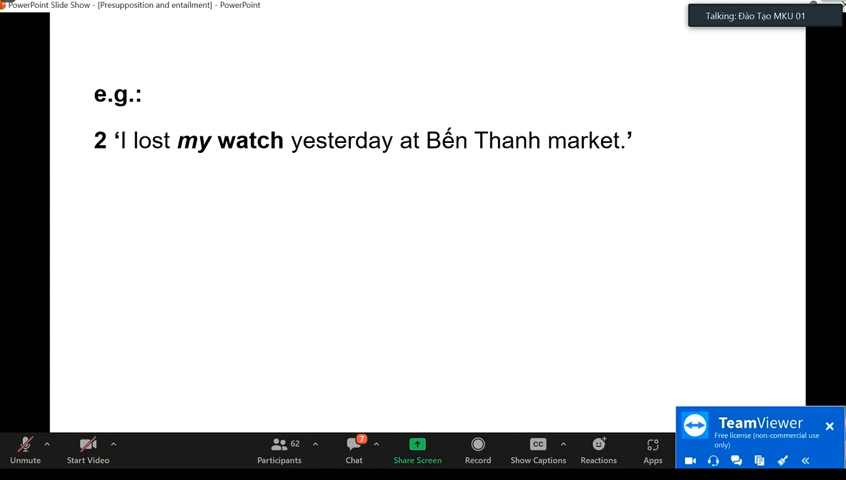 PowerPoint Slide Show - [Presupposition and entailment] - PowerPoint
Talking: Đào Tạo MKU 01
e.g.:
2 ‘I lost my watch yesterday at Bến Thanh market.’
62
7
CC
Unmute
Start Video
Participants
Chat
Share Screen
Record
Show Captions
Reactions
Apps
TeamViewer
Free license (non-commercial use
only)